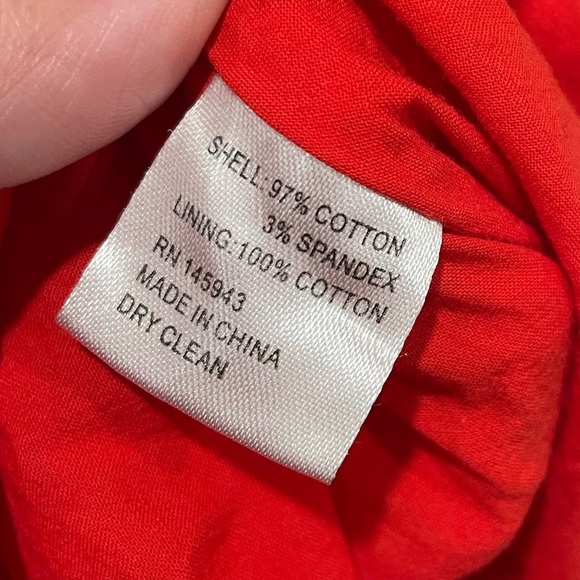 SHELL: 97% COTTON
3% SPANDEX
LINING:100% COTTON
RN 145943
MADE IN CHINA
DRY CLEAN